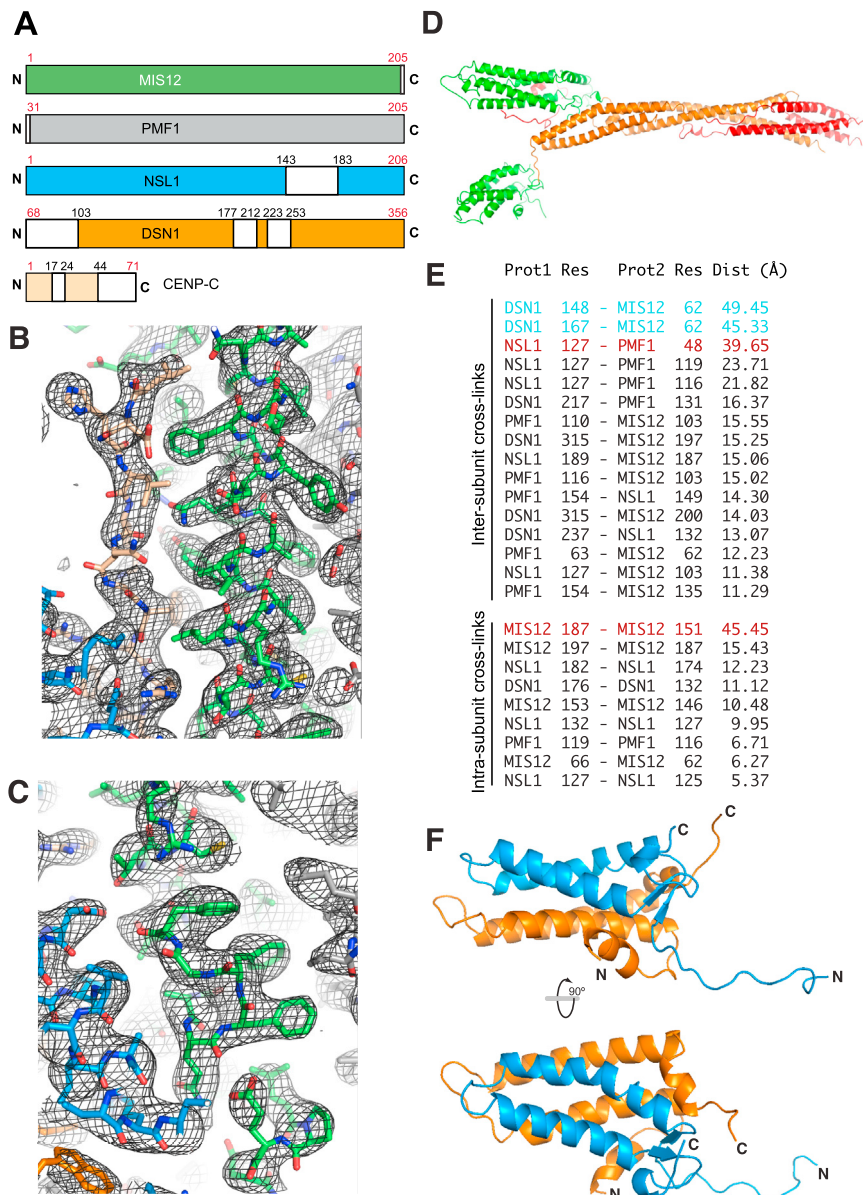 A
D
1 205
N MIS12 C
31 205
N PMF1 C
1 143 183 206
N NSL1 C
68 103 177 212 223 253 356
N DSN1 C
1 17 24 44 71
N C CENP-C
B
E
Prot1 Res Prot2 Res Dist (Å)
Inter-subunit cross-links
DSN1 148 – MIS12 62 49.45
DSN1 167 – MIS12 62 45.33
NSL1 127 – PMF1 48 39.65
NSL1 127 – PMF1 119 23.71
NSL1 127 – PMF1 116 21.82
DSN1 217 – PMF1 131 16.37
PMF1 110 – MIS12 103 15.55
DSN1 315 – MIS12 197 15.25
NSL1 189 – MIS12 187 15.06
PMF1 116 – MIS12 103 15.02
PMF1 154 – NSL1 149 14.30
DSN1 315 – MIS12 200 14.03
DSN1 237 – NSL1 132 13.07
PMF1 63 – MIS12 62 12.23
NSL1 127 – MIS12 103 11.38
PMF1 154 – MIS12 135 11.29
Intra-subunit cross-links
MIS12 187 – MIS12 151 45.45
MIS12 197 – MIS12 187 15.43
NSL1 182 – NSL1 174 12.23
DSN1 176 – DSN1 132 11.12
MIS12 153 – MIS12 146 10.48
NSL1 132 – NSL1 127 9.95
PMF1 119 – PMF1 116 6.71
MIS12 66 – MIS12 62 6.27
NSL1 127 – NSL1 125 5.37
C
F
C C
N
N
90º
C
C
N
N